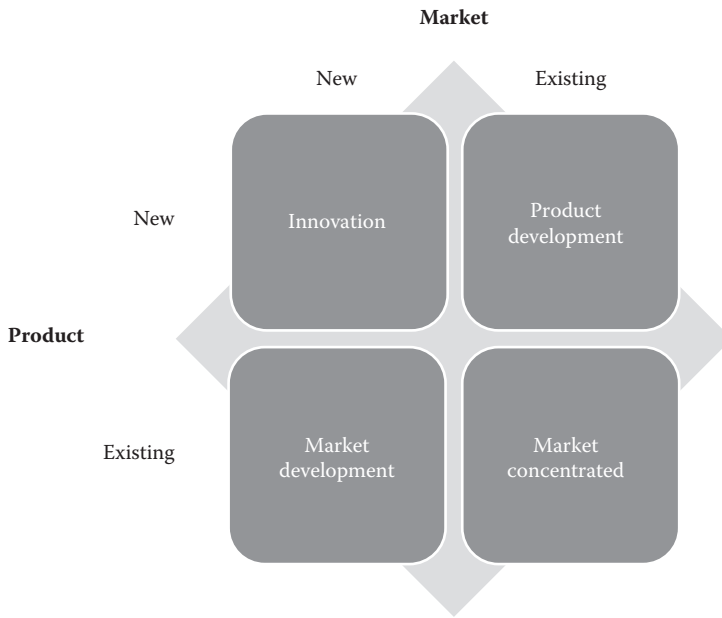 Market
New
Existing
New
Innovation
Product
development
Product
Existing
Market
development
Market
concentrated